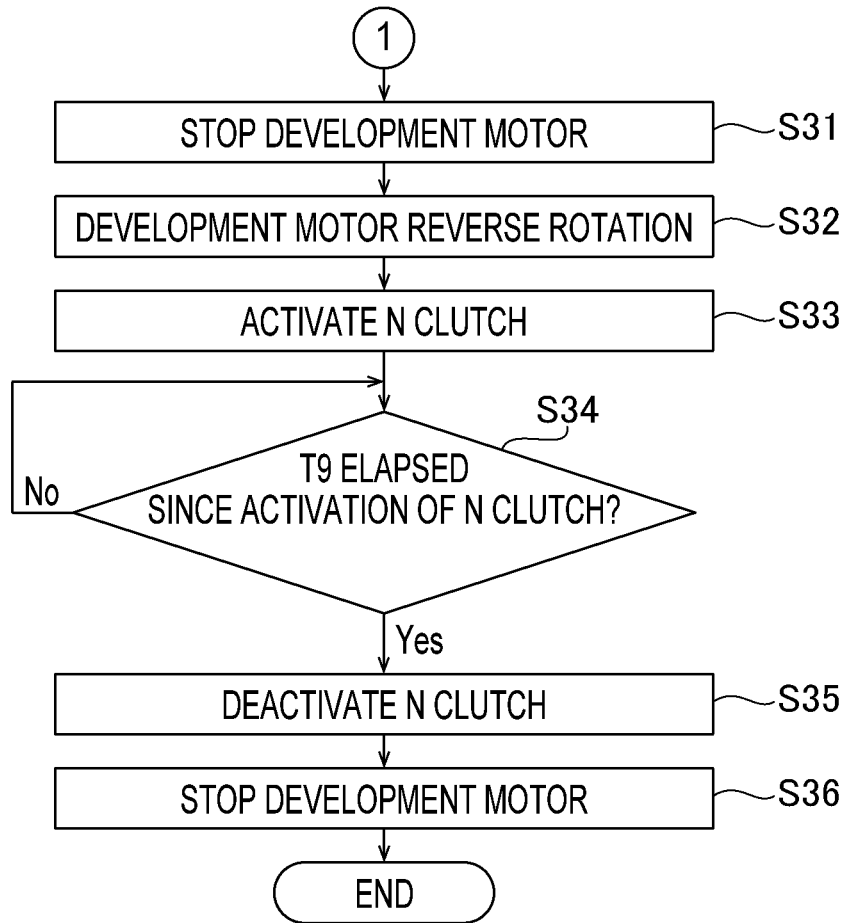 1
STOP DEVELOPMENT MOTOR
S31
DEVELOPMENT MOTOR REVERSE ROTATION
S32
ACTIVATE N CLUTCH
S33
S34
T9 ELAPSED
SINCE ACTIVATION OF N CLUTCH?
No
Yes
DEACTIVATE N CLUTCH
S35
STOP DEVELOPMENT MOTOR
S36
END